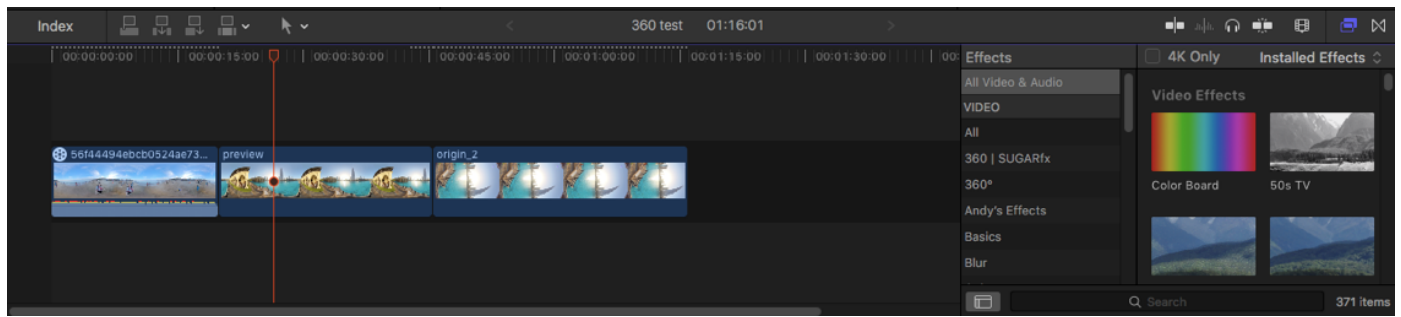 Index
360 test 01:16:01
00:00:00:00 00:00:15:00 00:00:30:00 00:00:45:00 00:01:00:00 00:01:15:00 00:01:30:00 00:
Effects
4K Only
Installed Effects
All Video & Audio
VIDEO
All
360 | SUGARfx
360°
Andy's Effects
Basics
Blur
Video Effects
Color Board
50s TV
56f44494ebcb0524ae73...
preview
origin_2
Search
371 items